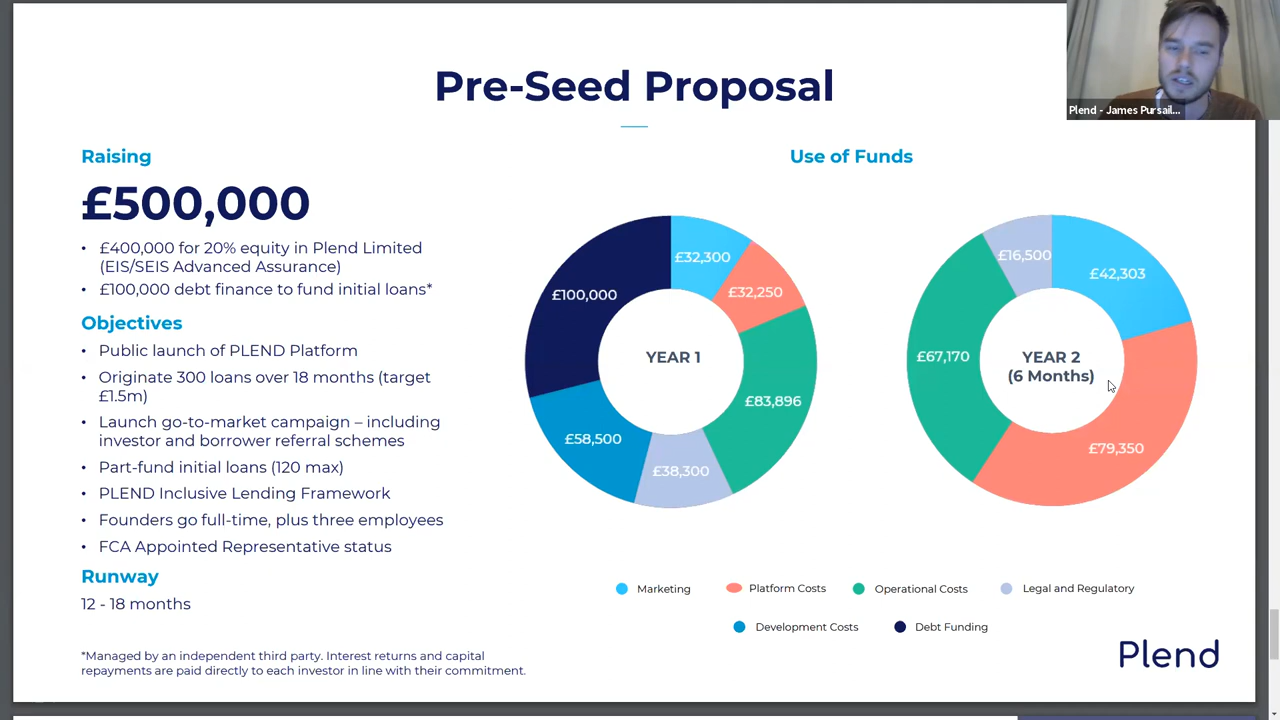 Pre-Seed Proposal
Plend - James Pursail...
Raising
£500,000
• £400,000 for 20% equity in Plend Limited
(EIS/SEIS Advanced Assurance)
• £100,000 debt finance to fund initial loans*
Objectives
• Public launch of PLEND Platform
• Originate 300 loans over 18 months (target
£1.5m)
• Launch go-to-market campaign – including
investor and borrower referral schemes
• Part-fund initial loans (120 max)
• PLEND Inclusive Lending Framework
• Founders go full-time, plus three employees
• FCA Appointed Representative status
Runway
12 - 18 months
*Managed by an independent third party. Interest returns and capital
repayments are paid directly to each investor in line with their commitment.
Use of Funds
£32,300
£32,250
£83,896
£38,300
£58,500
£100,000
YEAR 1
£42,303
£79,350
£67,170
£16,500
YEAR 2
(6 Months)
Marketing
Platform Costs
Operational Costs
Legal and Regulatory
Development Costs
Debt Funding
Plend